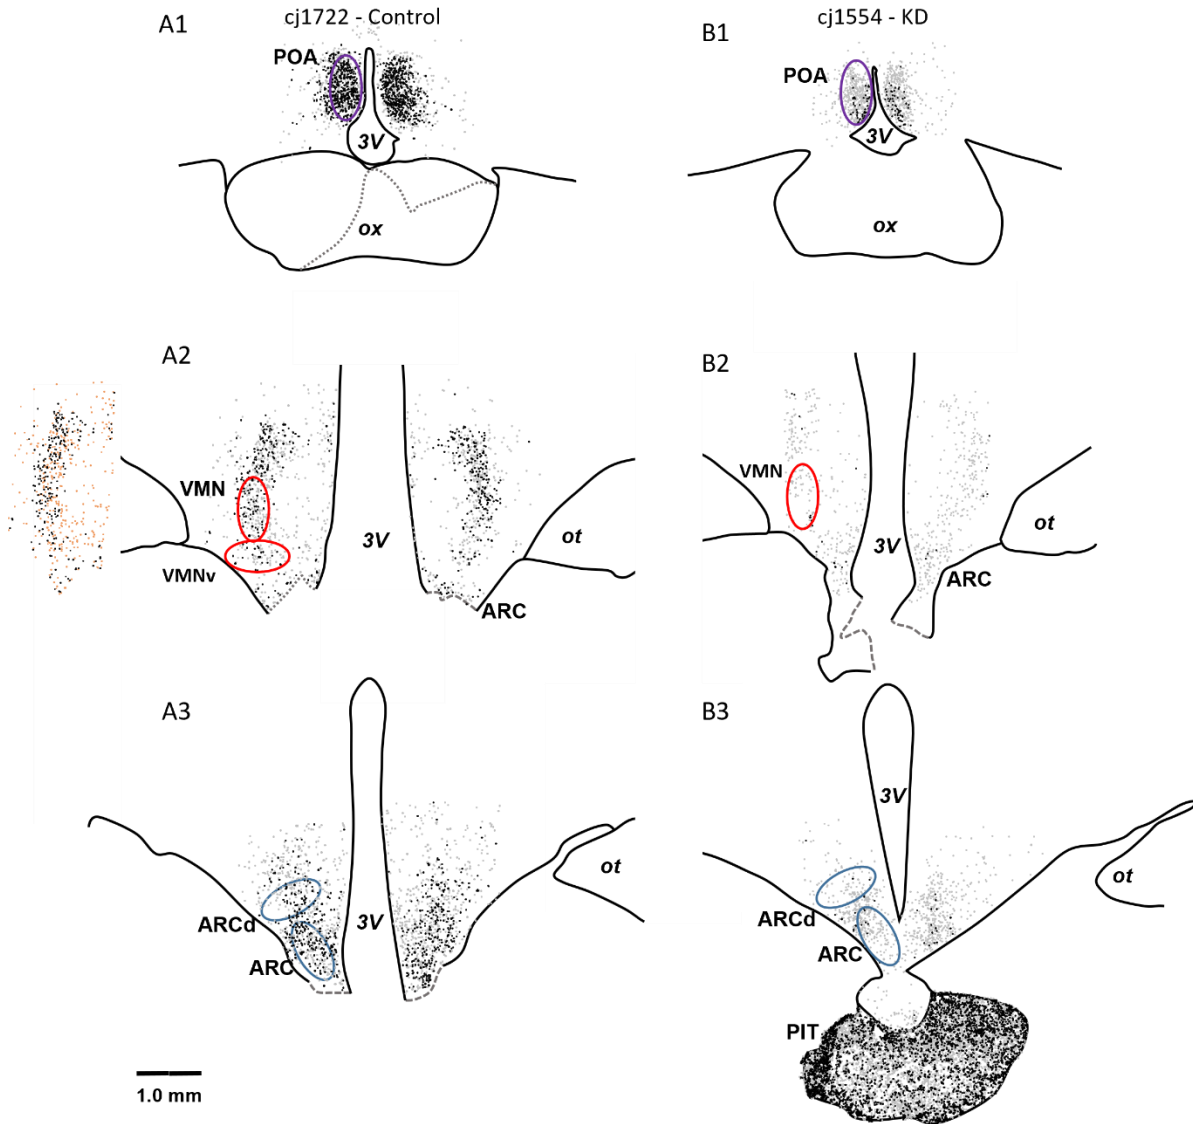 A1
cj1722 - Control
POA
3V
ox
B1
cj1554 - KD
POA
3V
ox
A2
VMN
VMNv
3V
ot
ARC
B2
VMN
3V
ot
ARC
A3
3V
ot
ARCd
ARC
B3
3V
ot
ARCd
ARC
PIT
1.0 mm